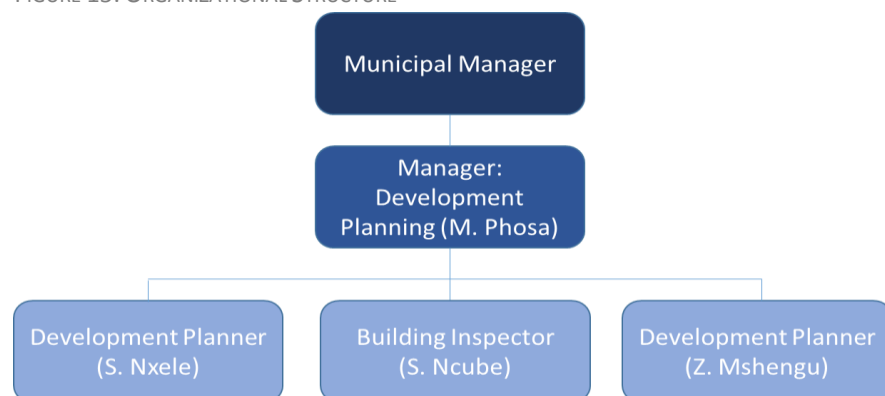 Municipal Manager
Manager:
Development
Planning (M. Phosa)
Development Planner
(S. Nxele)
Building Inspector
(S. Ncube)
Development Planner
(Z. Mshengu)